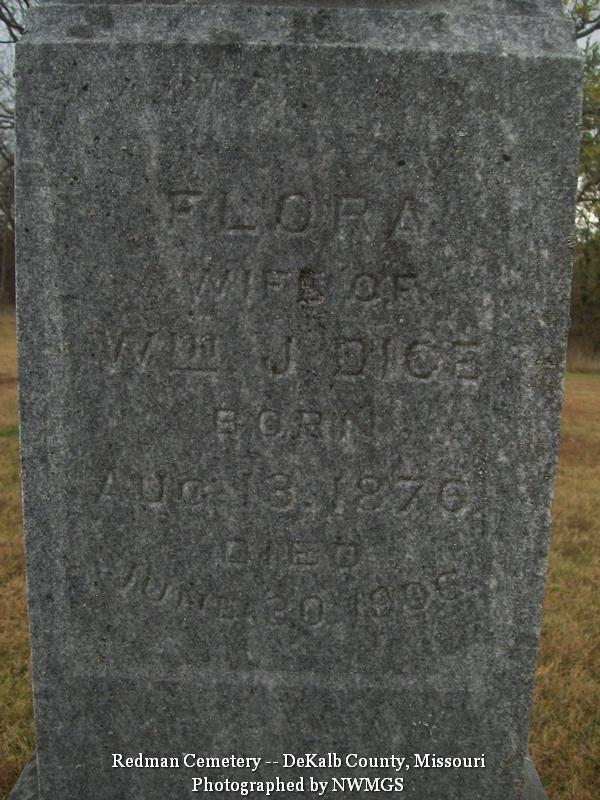 FLORA
WIFE OF
Wm. J. DICE
BORN
AUG. 13, 1876
DIED
JUNE
Redman Cemetery -- DeKalb County, Missouri
Photographed by NWMGS